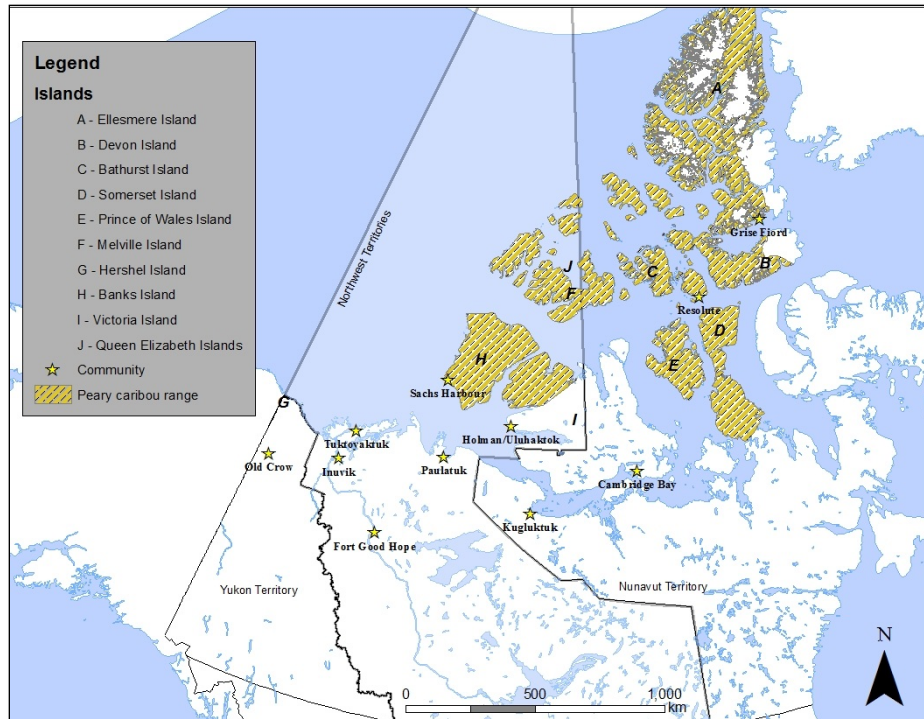 Legend
Islands
A - Ellesmere Island
B - Devon Island
C - Bathurst Island
D - Somerset Island
E - Prince of Wales Island
F - Melville Island
G - Hershel Island
H - Banks Island
I - Victoria Island
J - Queen Elizabeth Islands
Community
Peary caribou range
A
Northwest Territories
Grise Fiord
J
C
B
F
Resolute
D
H
E
Sachs Harbour
G
I
Holman/Uluhaktok
Tuktoyaktuk
Old Crow
Inuvik
Paulatuk
Cambridge Bay
Kugluktuk
Fort Good Hope
Yukon Territory
Nunavut Territory
N
0 500 1,000
km